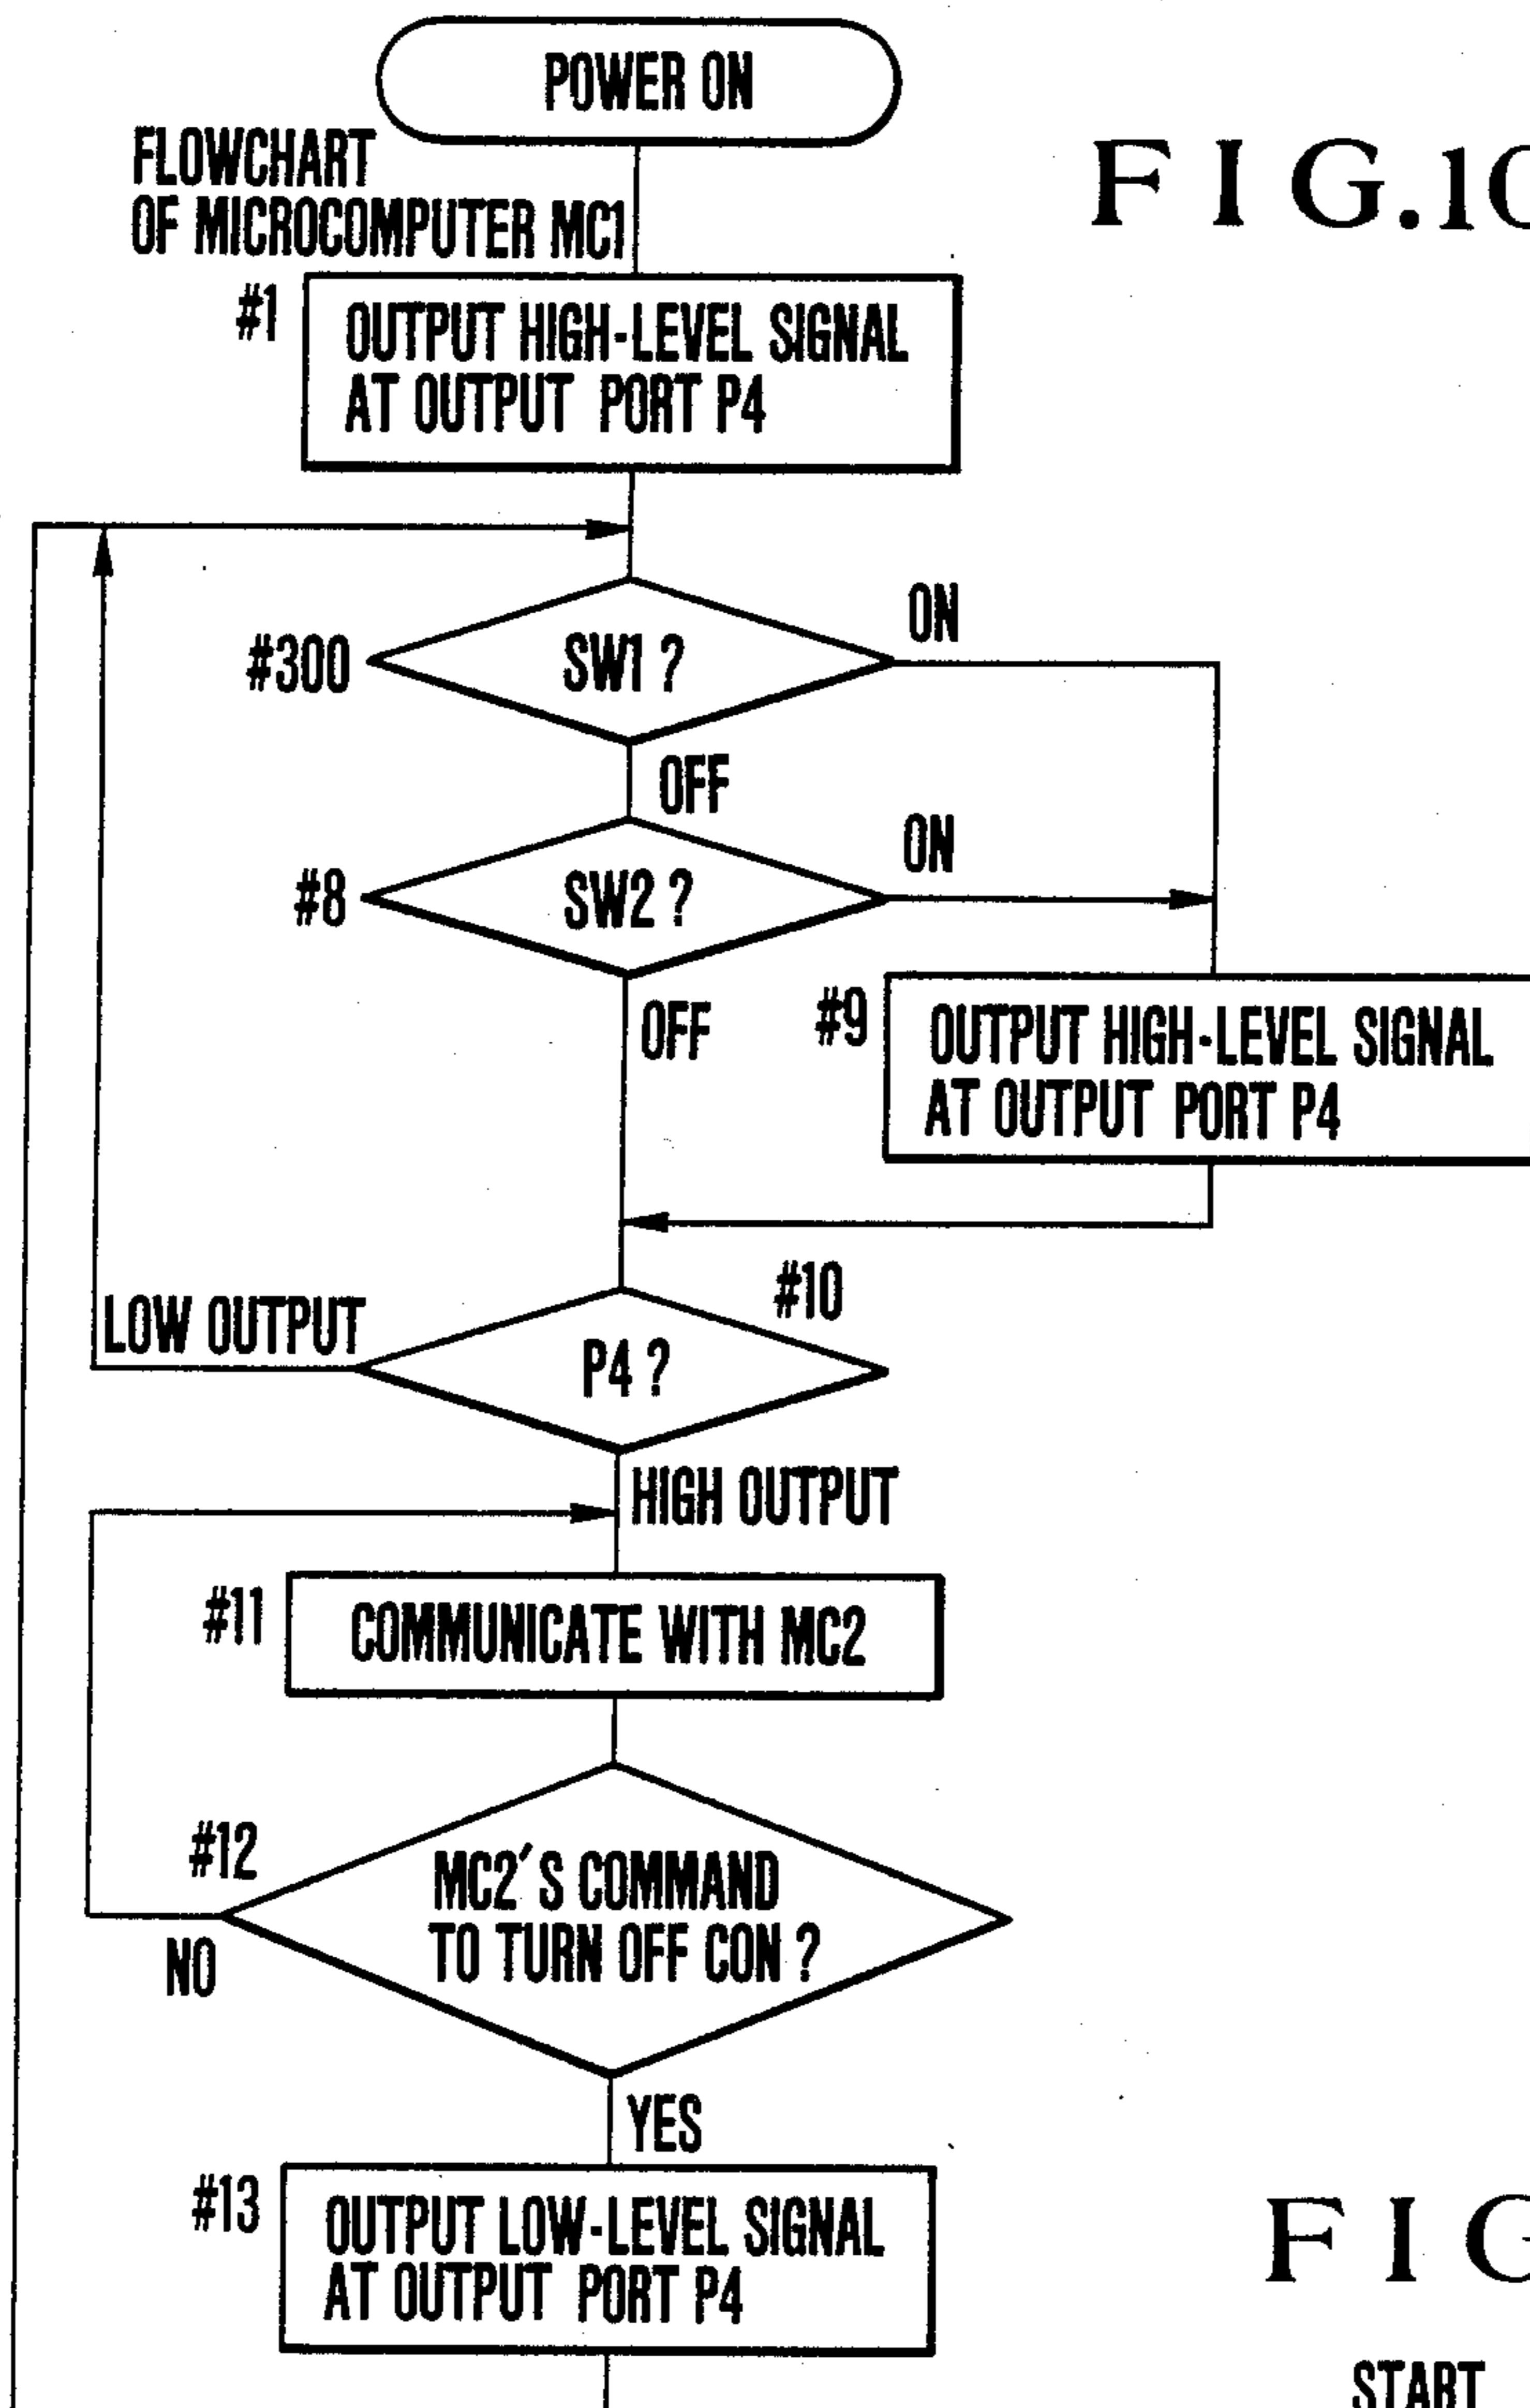 POWER ON
FLOWCHART
OF MICROCOMPUTER MC1
F I G.10
#1
OUTPUT HIGH-LEVEL SIGNAL
AT OUTPUT PORT P4
#300
SW1 ?
ON
OFF
#8
SW2 ?
ON
OFF
#9
OUTPUT HIGH-LEVEL SIGNAL
AT OUTPUT PORT P4
#10
LOW OUTPUT
P4 ?
HIGH OUTPUT
#11
COMMUNICATE WITH MC2
#12
MC2'S COMMAND
TO TURN OFF CON ?
NO
YES
#13
OUTPUT LOW-LEVEL SIGNAL
AT OUTPUT PORT P4
F I G
START